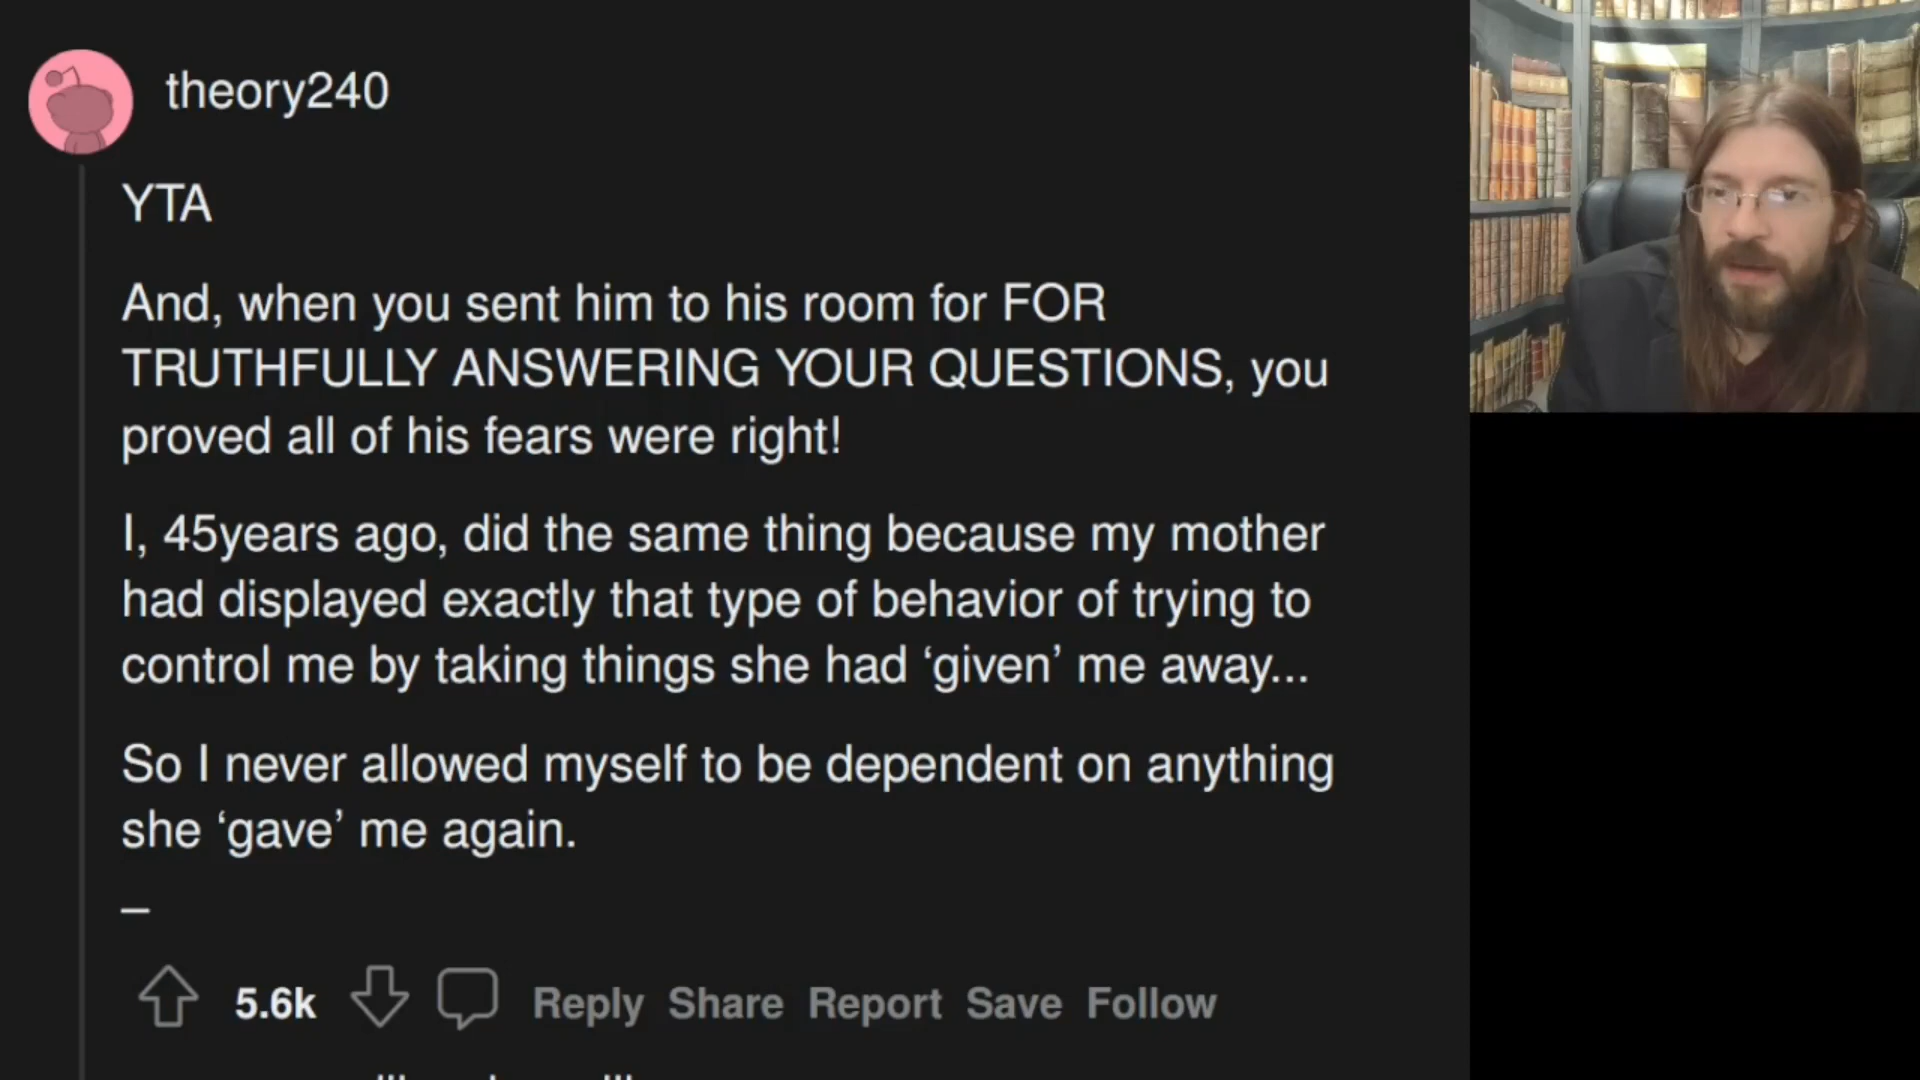 theory240
YTA
And, when you sent him to his room for FOR
TRUTHFULLY ANSWERING YOUR QUESTIONS, you
proved all of his fears were right!
I, 45years ago, did the same thing because my mother
had displayed exactly that type of behavior of trying to
control me by taking things she had ‘given’ me away...
So I never allowed myself to be dependent on anything
she ‘gave’ me again.
–
5.6k Reply Share Report Save Follow